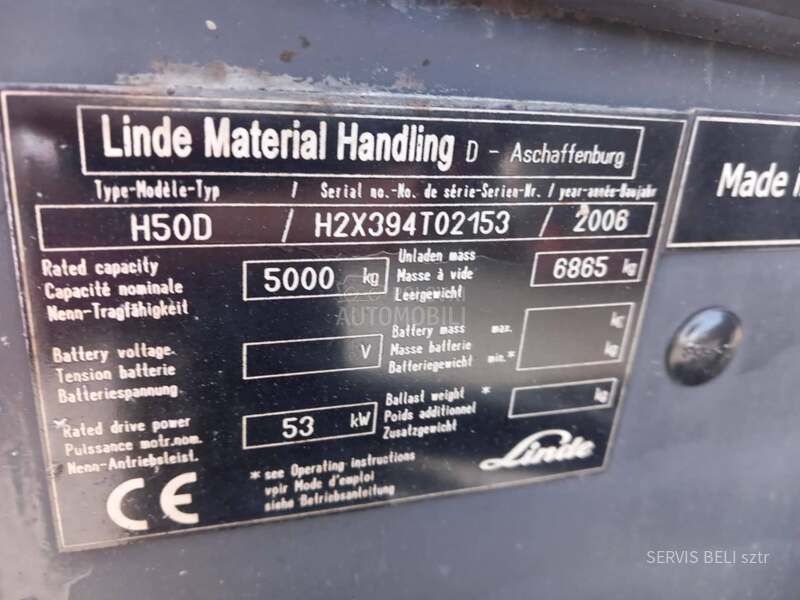 Linde Material Handling D - Aschaffenburg
Type-Modèle-Typ / Serial no.-No. de série-Serien-Nr. / year-année-Baujahr
H50D / H2X394T02153 / 2006
Rated capacity
Capacité nominale
Nenn-Tragfähigkeit
5000 kg
Unladen mass
Masse à vide
Leergewicht
6865 kg
Battery voltage
Tension batterie
Batteriespannung
V
Battery mass max. kg
Masse batterie
Batteriegewicht min.* kg
Rated drive power
Puissance motr.nom.
Nenn-Antriebsleist.
53 kW
Ballast weight *
Poids additionnel
Zusatzgewicht
kg
* see Operating instructions
voir Mode d'emploi
siehe Betriebsanleitung
CE
Linde
Made
AUTOMOBILI
SERVIS BELI sztr